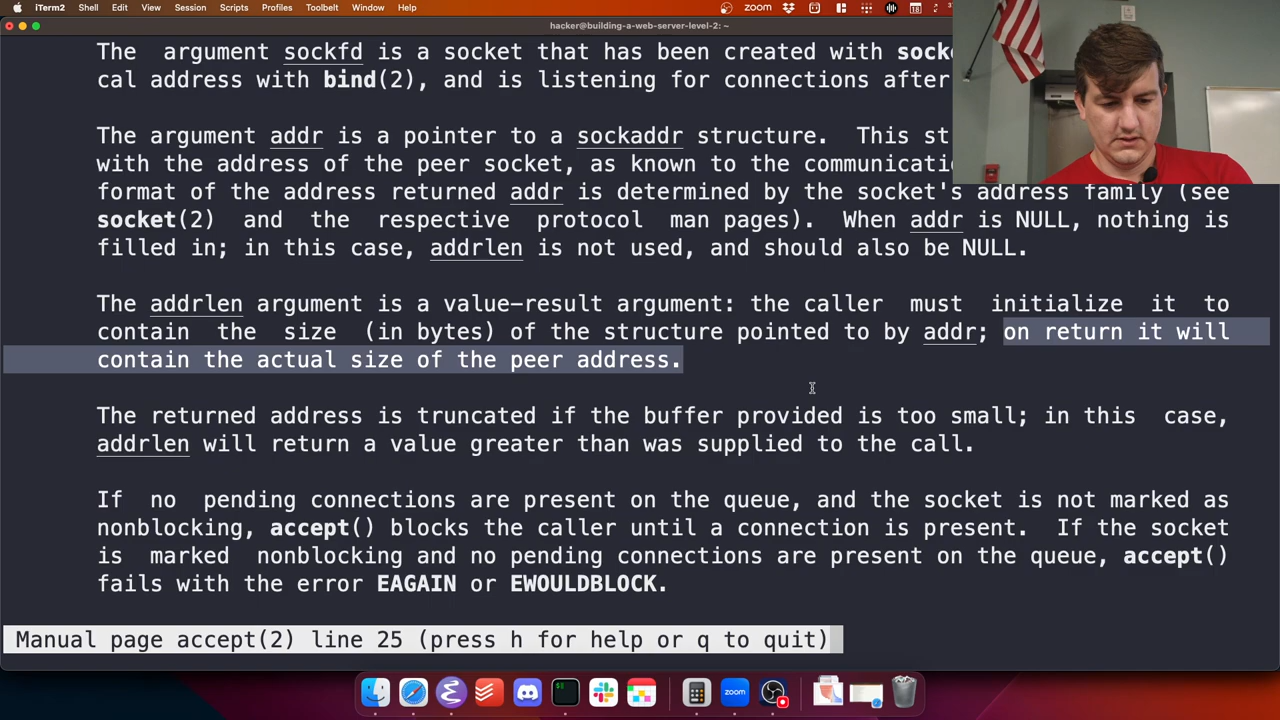 iTerm2 Shell Edit View Session Scripts Profiles Toolbelt Window Help
zoom
hacker@building-a-web-server-level-2: ~
The argument sockfd is a socket that has been created with socke
cal address with bind(2), and is listening for connections after
The argument addr is a pointer to a sockaddr structure. This st
with the address of the peer socket, as known to the communicati
format of the address returned addr is determined by the socket's address family (see
socket(2) and the respective protocol man pages). When addr is NULL, nothing is
filled in; in this case, addrlen is not used, and should also be NULL.
The addrlen argument is a value-result argument: the caller must initialize it to
contain the size (in bytes) of the structure pointed to by addr; on return it will
contain the actual size of the peer address.
The returned address is truncated if the buffer provided is too small; in this case,
addrlen will return a value greater than was supplied to the call.
If no pending connections are present on the queue, and the socket is not marked as
nonblocking, accept() blocks the caller until a connection is present. If the socket
is marked nonblocking and no pending connections are present on the queue, accept()
fails with the error EAGAIN or EWOULDBLOCK.
Manual page accept(2) line 25 (press h for help or q to quit)
zoom